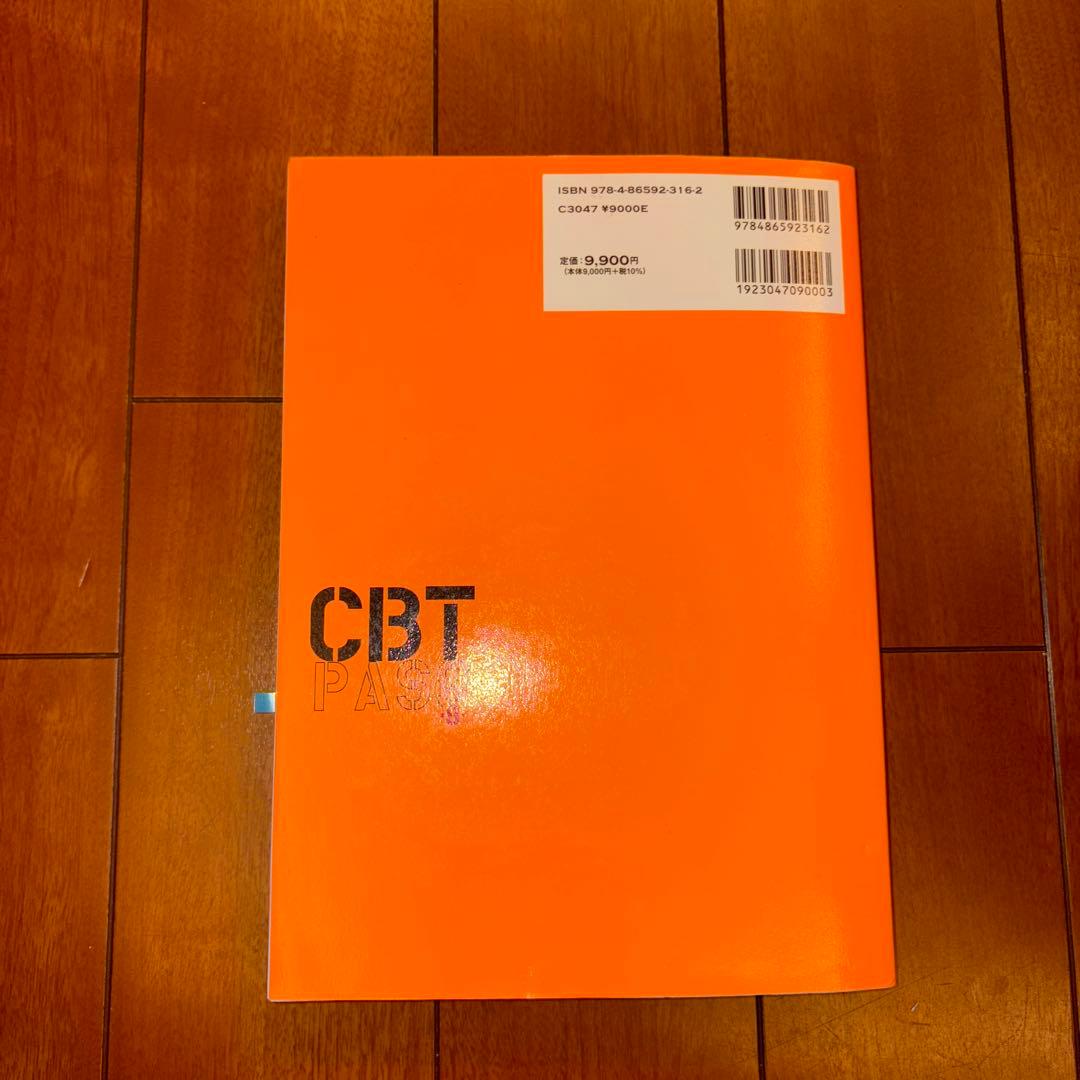 ISBN 978-4-86592-316-2
C3047 ¥9000E
定価：9,900円
（本体9,000円＋税10％）
9784865923162
1923047090003
CBT
PASS